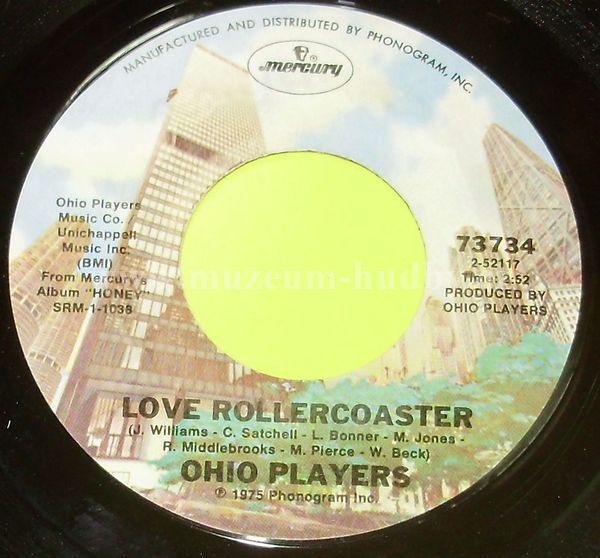 MANUFACTURED AND DISTRIBUTED BY PHONOGRAM, INC.
mercury
Ohio Players
Music Co.
Unichappell
Music Inc.
(BMI)
From Mercury's
Album "HONEY"
SRM-1-1038
73734
2-52117
Time: 2:52
PRODUCED BY
OHIO PLAYERS
muzeum-hudby
LOVE ROLLERCOASTER
(J. Williams - C. Satchell - L. Bonner - M. Jones -
R. Middlebrooks - M. Pierce - W. Beck)
OHIO PLAYERS
℗ 1975 Phonogram Inc.